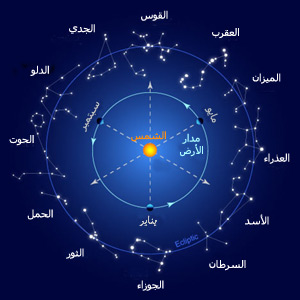 القوس
العقرب
الجدي
الدلو
الميزان
سبتمبر
مايو
الشمس
مدار
الأرض
الحوت
العذراء
الحمل
يناير
الأسد
Ecliptic
الثور
السرطان
الجوزاء